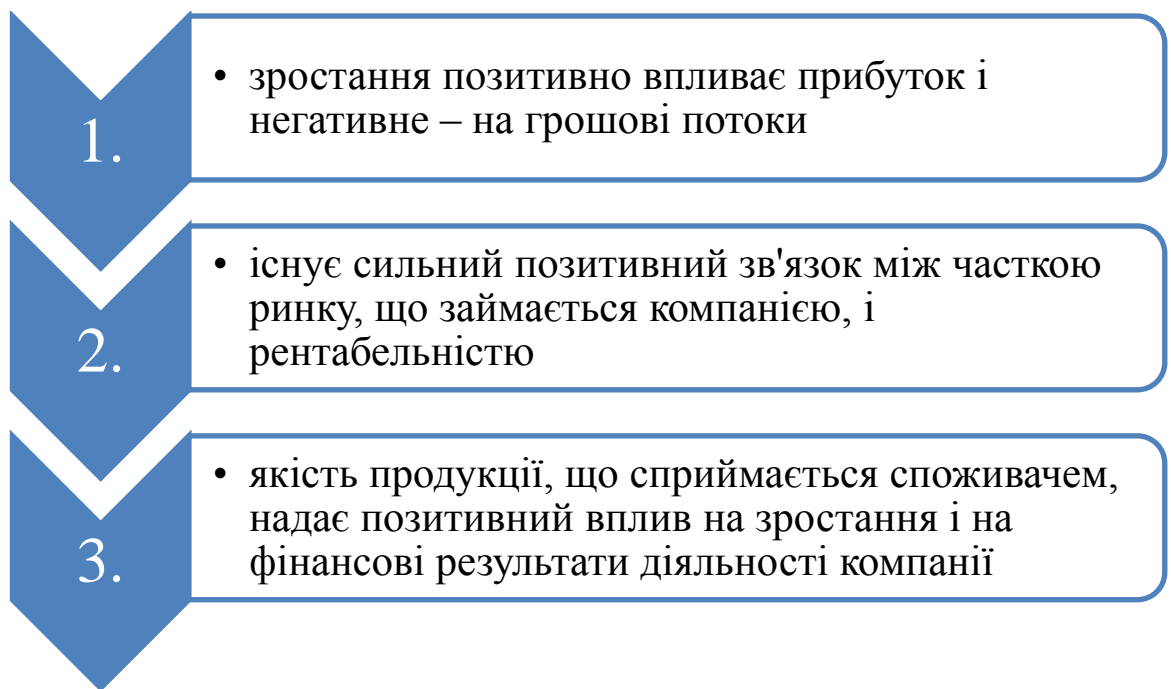 1.
• зростання позитивно впливає прибуток і
негативне – на грошові потоки
2.
• існує сильний позитивний зв'язок між часткою
ринку, що займається компанією, і
рентабельністю
3.
• якість продукції, що сприймається споживачем,
надає позитивний вплив на зростання і на
фінансові результати діяльності компанії